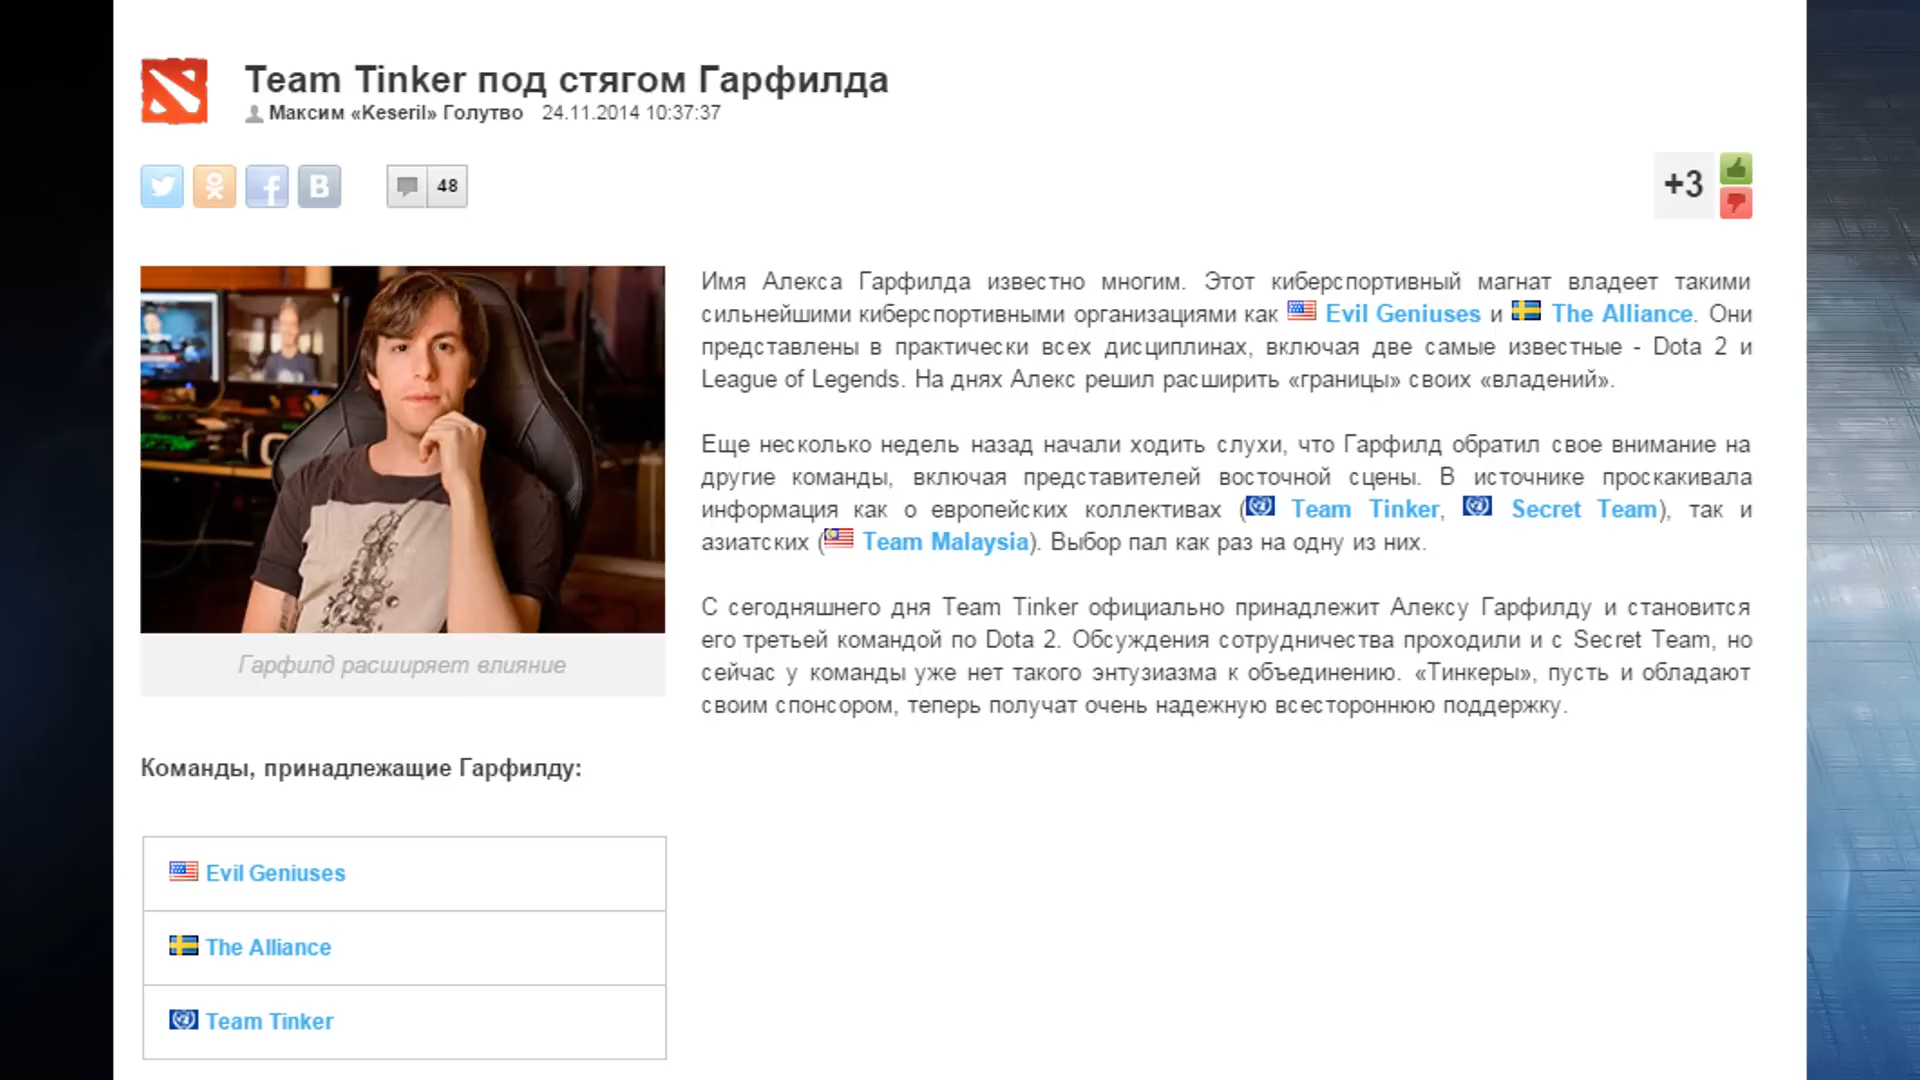 Team Tinker под стягом Гарфилда
Максим «Keseril» Голутво 24.11.2014 10:37:37
48
+3
Имя Алекса Гарфилда известно многим. Этот киберспортивный магнат владеет такими
сильнейшими киберспортивными организациями как Evil Geniuses и The Alliance. Они
представлены в практически всех дисциплинах, включая две самые известные - Dota 2 и
League of Legends. На днях Алекс решил расширить «границы» своих «владений».
Еще несколько недель назад начали ходить слухи, что Гарфилд обратил свое внимание на
другие команды, включая представителей восточной сцены. В источнике проскакивала
информация как о европейских коллективах (Team Tinker, Secret Team), так и
азиатских (Team Malaysia). Выбор пал как раз на одну из них.
С сегодняшнего дня Team Tinker официально принадлежит Алексу Гарфилду и становится
его третьей командой по Dota 2. Обсуждения сотрудничества проходили и с Secret Team, но
сейчас у команды уже нет такого энтузиазма к объединению. «Тинкеры», пусть и обладают
своим спонсором, теперь получат очень надежную всестороннюю поддержку.
Гарфилд расширяет влияние
Команды, принадлежащие Гарфилду:
Evil Geniuses
The Alliance
Team Tinker